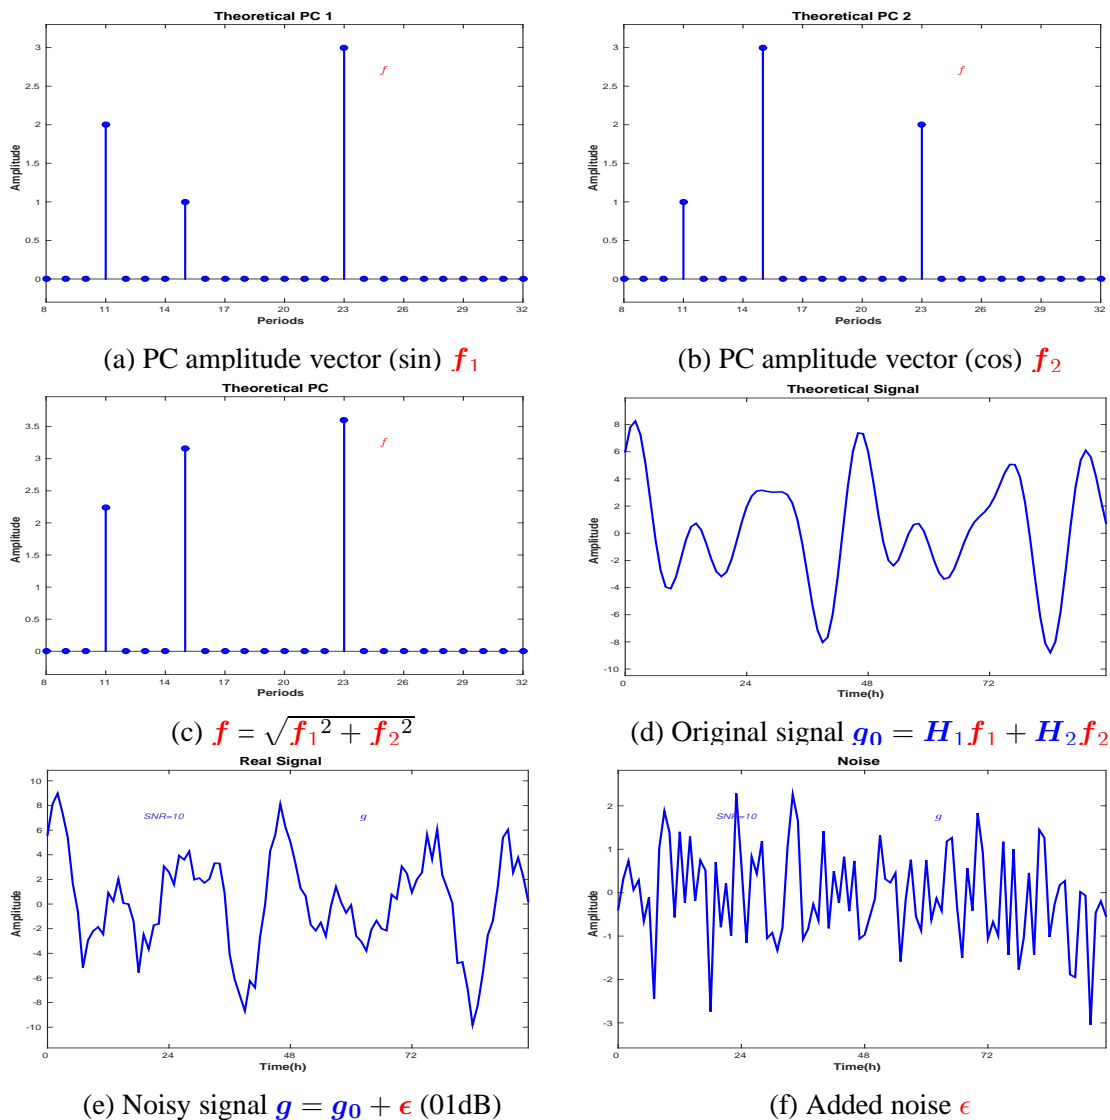 Theoretical PC 1
3
2.5
2
1.5
1
0.5
0
8 11 14 17 20 23 26 29 32
Amplitude
Periods
f
(a) PC amplitude vector (sin) f1
Theoretical PC 2
3
2.5
2
1.5
1
0.5
0
8 11 14 17 20 23 26 29 32
Amplitude
Periods
f
(b) PC amplitude vector (cos) f2
Theoretical PC
3.5
3
2.5
2
1.5
1
0.5
0
8 11 14 17 20 23 26 29 32
Amplitude
Periods
f
(c) f = √f1² + f2²
Theoretical Signal
8
6
4
2
0
-2
-4
-6
-8
-10
0 24 48 72
Amplitude
Time(h)
(d) Original signal g0 = H1f1 + H2f2
Real Signal
10
8
6
4
2
0
-2
-4
-6
-8
-10
0 24 48 72
Amplitude
Time(h)
SNR=10
g
(e) Noisy signal g = g0 + ϵ (01dB)
Noise
2
1
0
-1
-2
-3
0 24 48 72
Amplitude
Time(h)
SNR=10
g
(f) Added noise ϵ